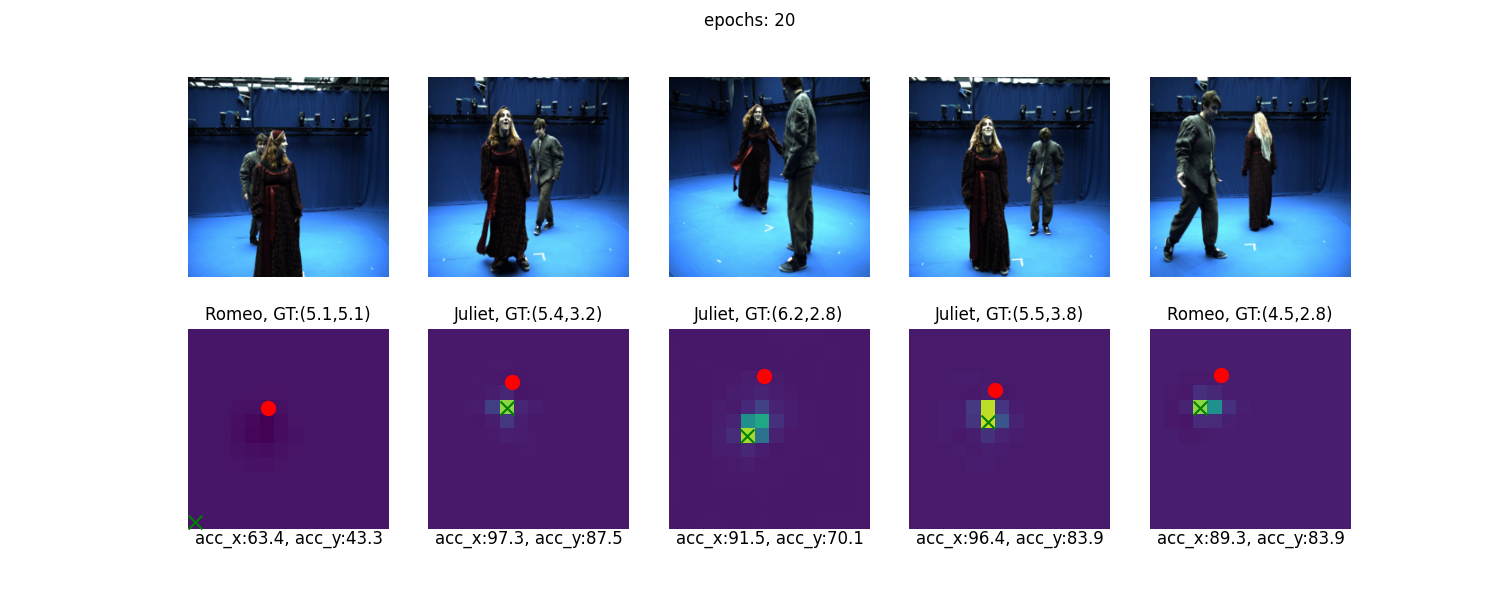 epochs: 20
Romeo, GT:(5.1,5.1)
Juliet, GT:(5.4,3.2)
Juliet, GT:(6.2,2.8)
Juliet, GT:(5.5,3.8)
Romeo, GT:(4.5,2.8)
acc_x:63.4, acc_y:43.3
acc_x:97.3, acc_y:87.5
acc_x:91.5, acc_y:70.1
acc_x:96.4, acc_y:83.9
acc_x:89.3, acc_y:83.9